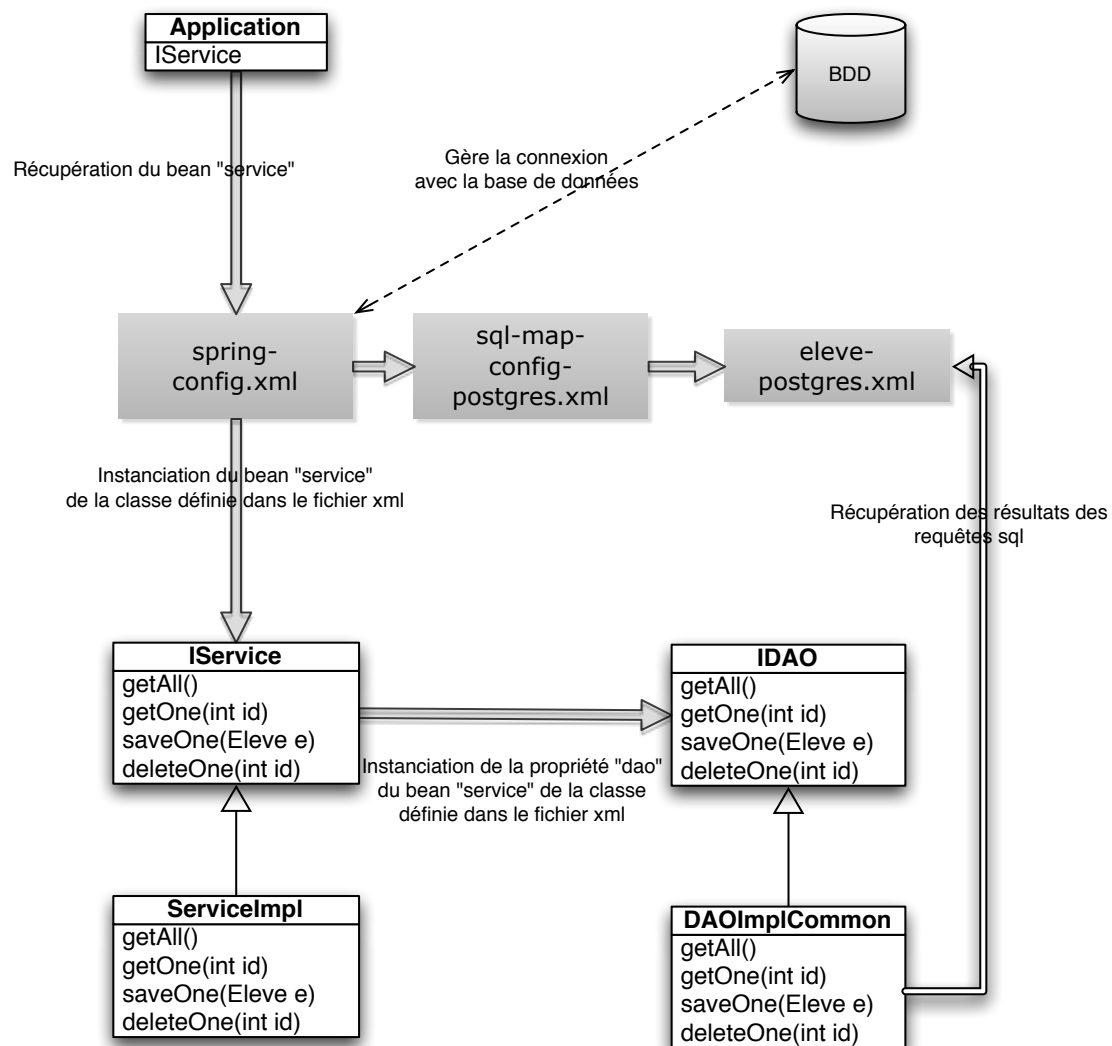 Application
IService
BDD
Récupération du bean "service"
Gère la connexion
avec la base de données
spring-
config.xml
sql-map-
config-
postgres.xml
eleve-
postgres.xml
Instanciation du bean "service"
de la classe définie dans le fichier xml
Récupération des résultats des
requêtes sql
IService
getAll()
getOne(int id)
saveOne(Eleve e)
deleteOne(int id)
IDAO
getAll()
getOne(int id)
saveOne(Eleve e)
deleteOne(int id)
Instanciation de la propriété "dao"
du bean "service" de la classe
définie dans le fichier xml
ServiceImpl
getAll()
getOne(int id)
saveOne(Eleve e)
deleteOne(int id)
DAOImplCommon
getAll()
getOne(int id)
saveOne(Eleve e)
deleteOne(int id)